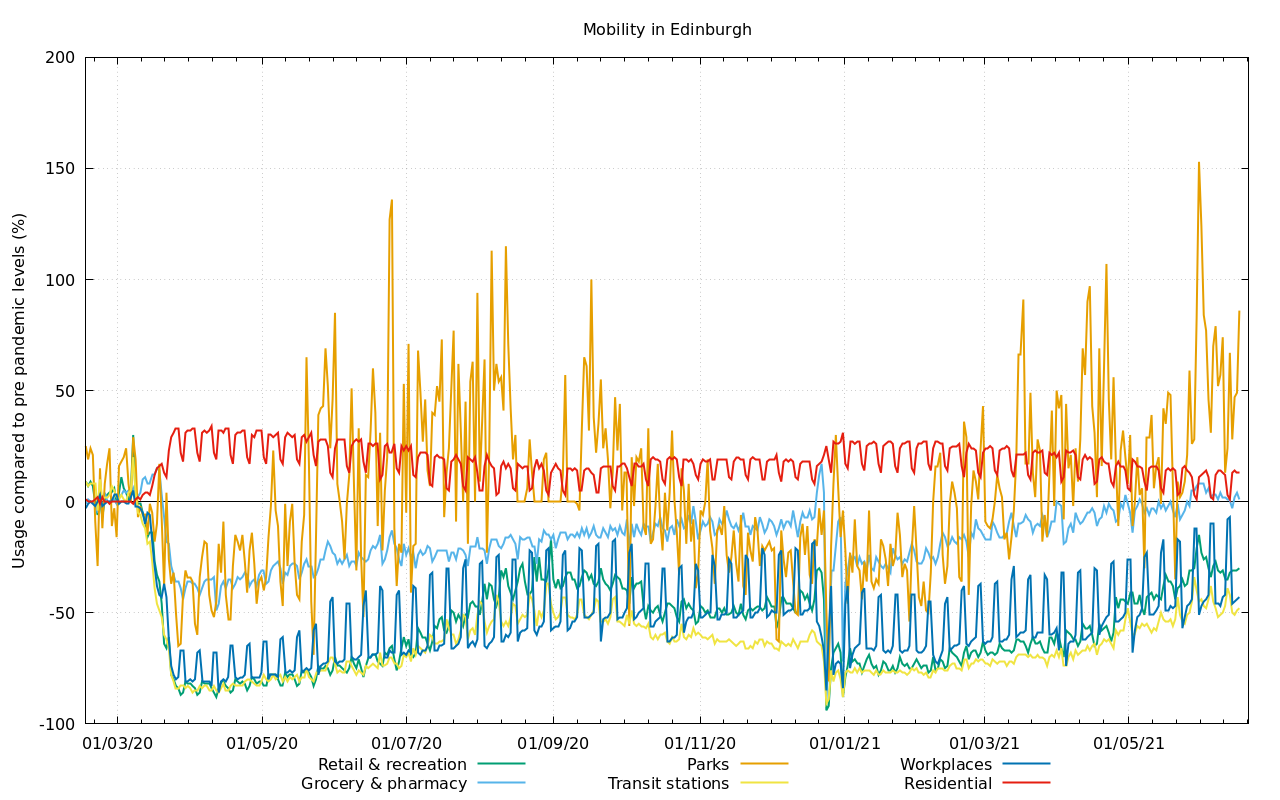 Mobility in Edinburgh
Usage compared to pre pandemic levels (%)
200
150
100
50
0
-50
-100
01/03/20 01/05/20 01/07/20 01/09/20 01/11/20 01/01/21 01/03/21 01/05/21
Retail & recreation Parks Workplaces
Grocery & pharmacy Transit stations Residential